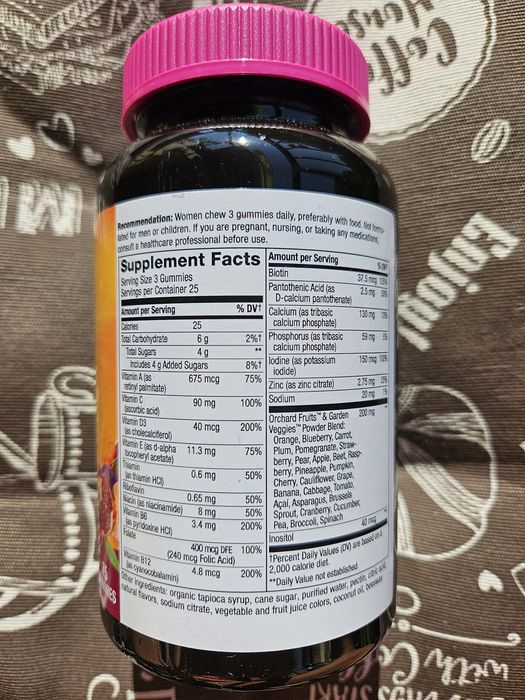 Coffee
House
Enjoy!
Recommendation: Women chew 3 gummies daily, preferably with food. Not formu-
lated for men or children. If you are pregnant, nursing, or taking any medications,
consult a healthcare professional before use.
Supplement Facts
Serving Size 3 Gummies
Servings per Container 25
Amount per Serving % DV†
Calories 25
Total Carbohydrate 6 g 2%†
Total Sugars 4 g **
Includes 4 g Added Sugars 8%†
Vitamin A (as 675 mcg 75%
retinyl palmitate)
Vitamin C 90 mg 100%
(ascorbic acid)
Vitamin D3 40 mcg 200%
(as cholecalciferol)
Vitamin E (as d-alpha 11.3 mg 75%
tocopheryl acetate)
Thiamin 0.6 mg 50%
(as thiamin HCl)
Riboflavin 0.65 mg 50%
Niacin (as niacinamide) 8 mg 50%
Vitamin B6 3.4 mg 200%
(as pyridoxine HCl)
Folate 400 mcg DFE 100%
(240 mcg Folic Acid)
Vitamin B12 4.8 mcg 200%
(as cyanocobalamin)
Amount per Serving %DV†
Biotin 37.5 mcg 125%
Pantothenic Acid (as 2.5 mg 50%
D-calcium pantothenate)
Calcium (as tribasic 130 mg 10%
calcium phosphate)
Phosphorus (as tribasic 59 mg 5%
calcium phosphate)
Iodine (as potassium 150 mcg 100%
iodide)
Zinc (as zinc citrate) 2.75 mg 25%
Sodium 20 mg 1%
Orchard Fruits™ & Garden 200 mg
Veggies™ Powder Blend:
Orange, Blueberry, Carrot,
Plum, Pomegranate, Straw-
berry, Pear, Apple, Beet, Rasp-
berry, Pineapple, Pumpkin,
Cherry, Cauliflower, Grape,
Banana, Cabbage, Tomato,
Açaí, Asparagus, Brussels
Sprout, Cranberry, Cucumber,
Pea, Broccoli, Spinach
Inositol 40 mcg
†Percent Daily Values (DV) are based on a
2,000 calorie diet.
**Daily Value not established.
Other Ingredients: organic tapioca syrup, cane sugar, purified water, pectin, citric acid,
natural flavors, sodium citrate, vegetable and fruit juice colors, coconut oil, beeswax
with